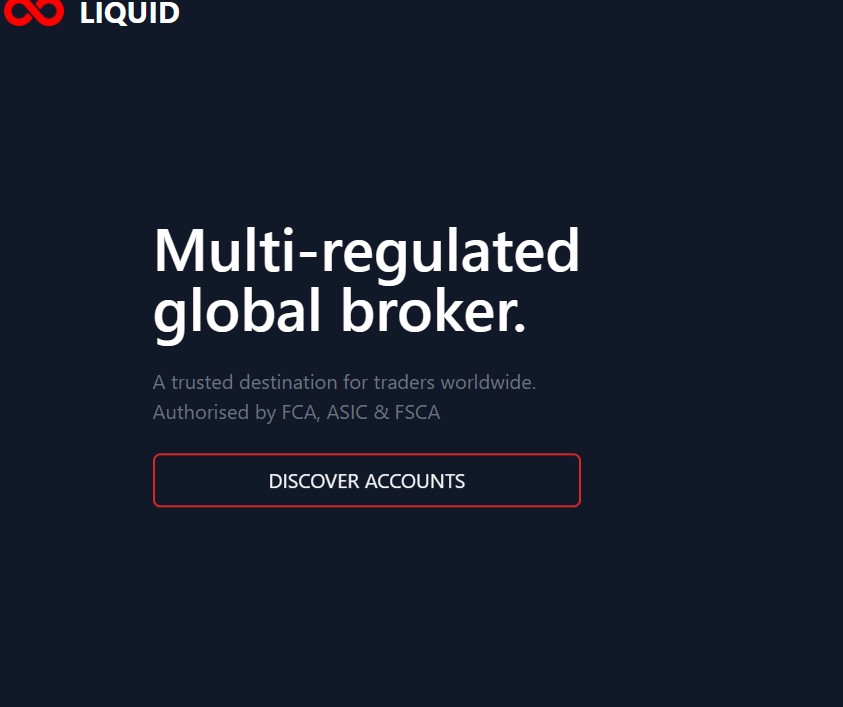 LIQUID
Multi-regulated
global broker.
A trusted destination for traders worldwide.
Authorised by FCA, ASIC & FSCA
DISCOVER ACCOUNTS